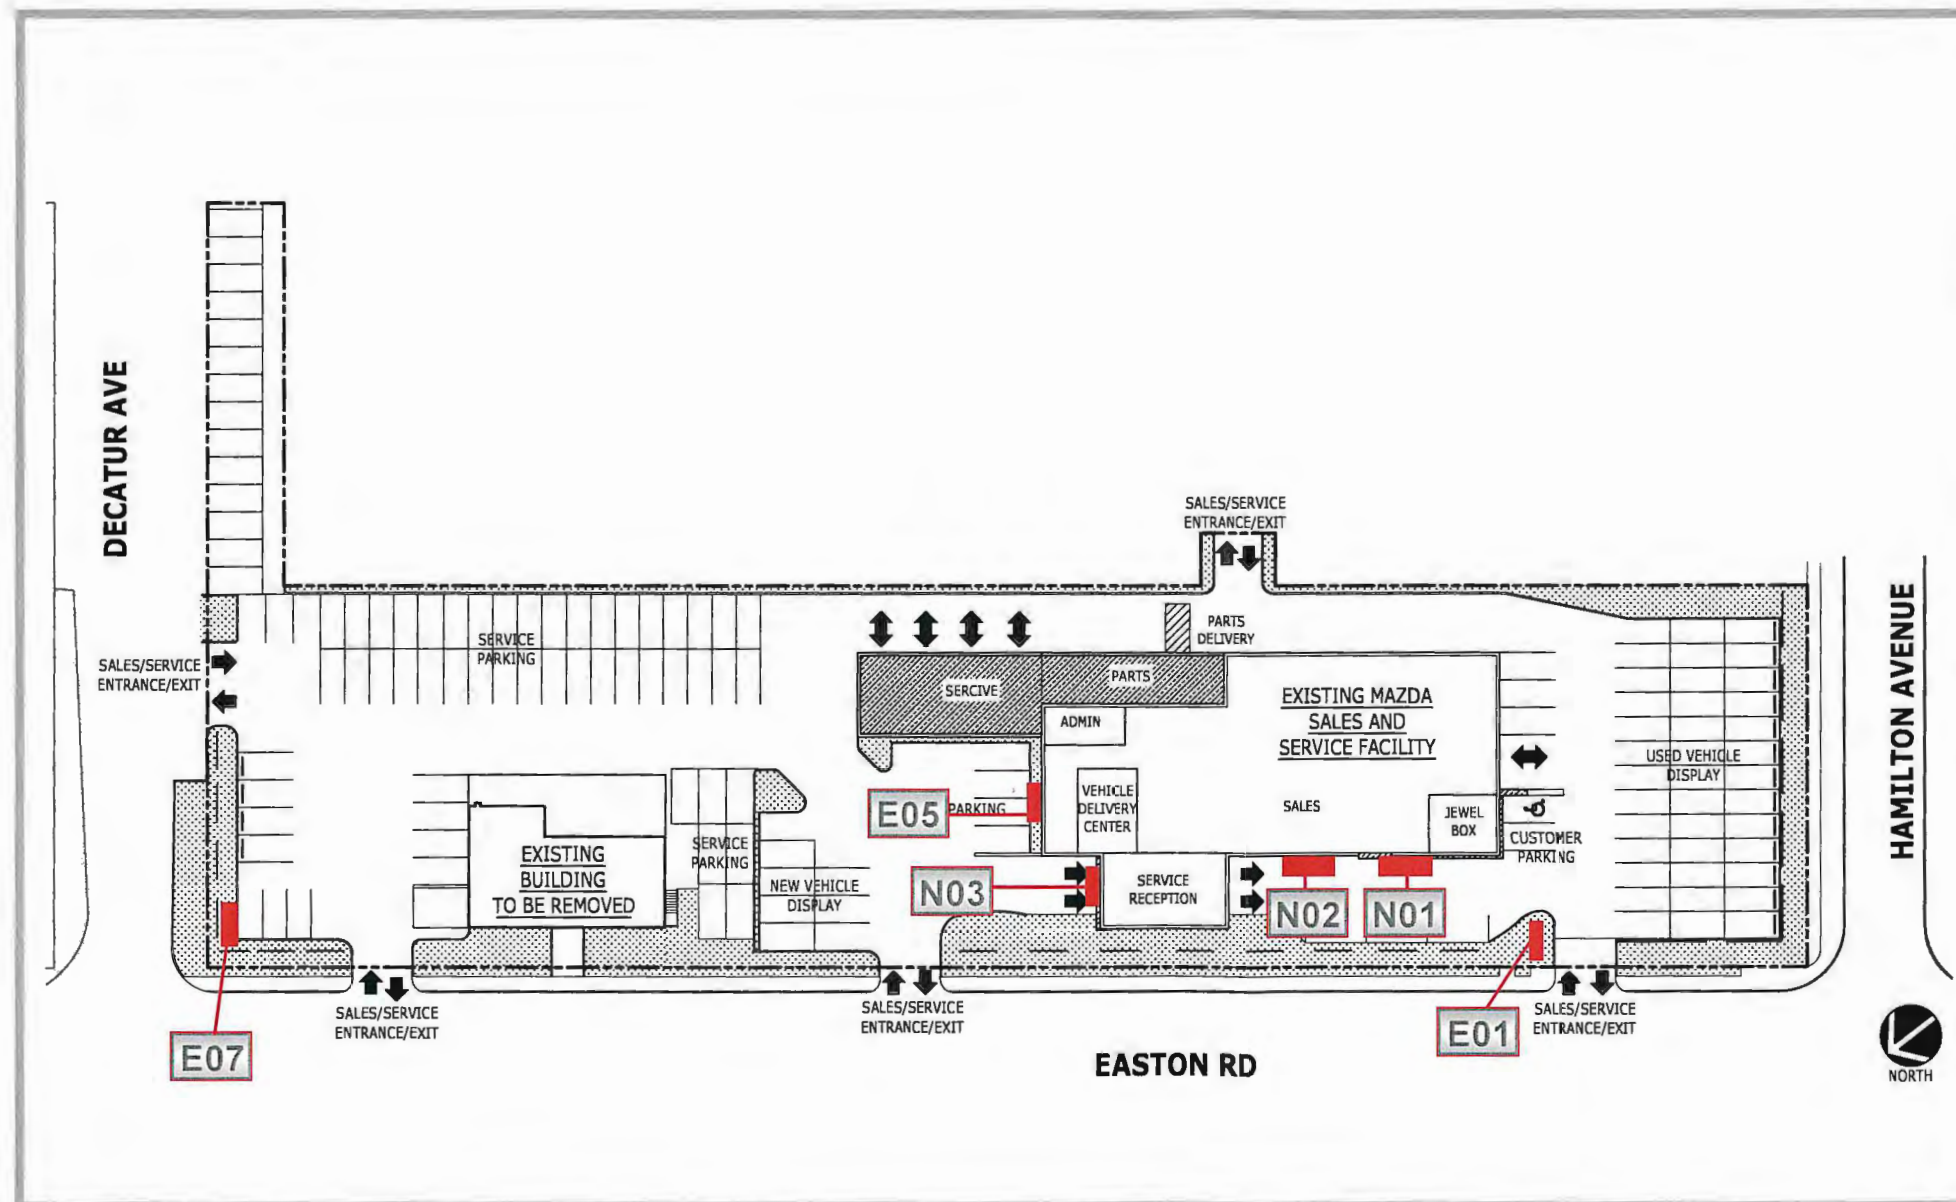 DECATUR AVE
SALES/SERVICE
ENTRANCE/EXIT
SERVICE
PARKING
PARTS
DELIVERY
SALES/SERVICE
ENTRANCE/EXIT
SERCIVE
PARTS
ADMIN
EXISTING MAZDA
SALES AND
SERVICE FACILITY
HAMILTON AVENUE
USED VEHICLE
DISPLAY
E05
PARKING
VEHICLE
DELIVERY
CENTER
SALES
JEWEL
BOX
CUSTOMER
PARKING
EXISTING
BUILDING
TO BE REMOVED
SERVICE
PARKING
NEW VEHICLE
DISPLAY
N03
SERVICE
RECEPTION
N02
N01
E07
SALES/SERVICE
ENTRANCE/EXIT
SALES/SERVICE
ENTRANCE/EXIT
E01
SALES/SERVICE
ENTRANCE/EXIT
EASTON RD
NORTH